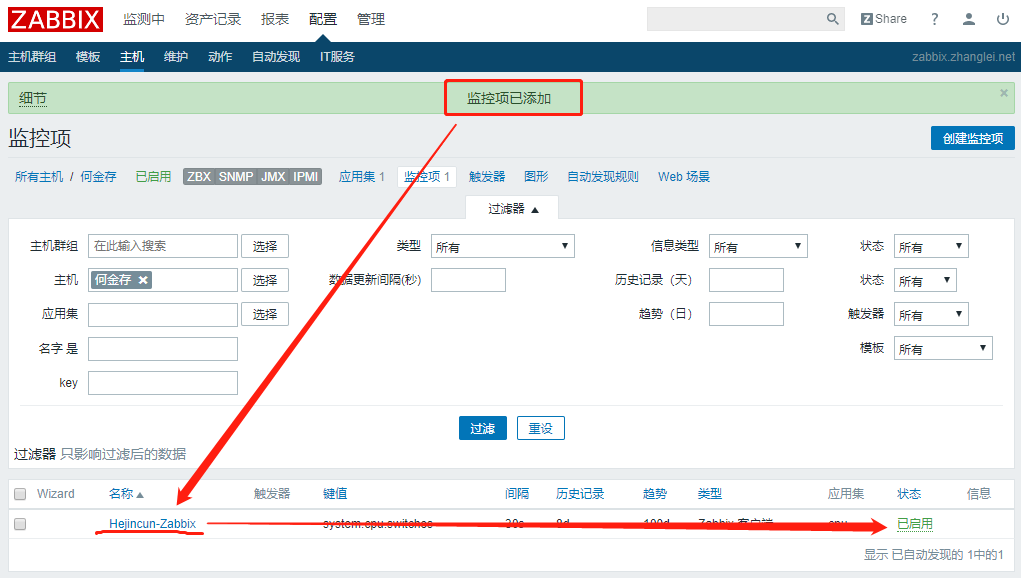 ZABBIX 监测中 资产记录 报表 配置 管理 Z Share ?
主机群组 模板 主机 维护 动作 自动发现 IT服务 zabbix.zhanglei.net
细节 监控项已添加 ×
监控项 创建监控项
所有主机 / 何金存 已启用 ZBX SNMP JMX IPMI 应用集 1 监控项 1 触发器 图形 自动发现规则 Web 场景
过滤器 ▲
主机群组 在此输入搜索 选择 类型 所有 信息类型 所有 状态 所有
主机 何金存 选择 数据更新间隔(秒) 历史记录（天） 状态 所有
应用集 选择 趋势（日） 触发器 所有
名字 是 模板 所有
key
过滤 重设
过滤器 只影响过滤后的数据
Wizard 名称 ▲ 触发器 键值 间隔 历史记录 趋势 类型 应用集 状态 信息
Hejincun-Zabbix system.cpu.switches Zabbix 客户端 cpu 已启用
显示 已自动发现的 1中的1